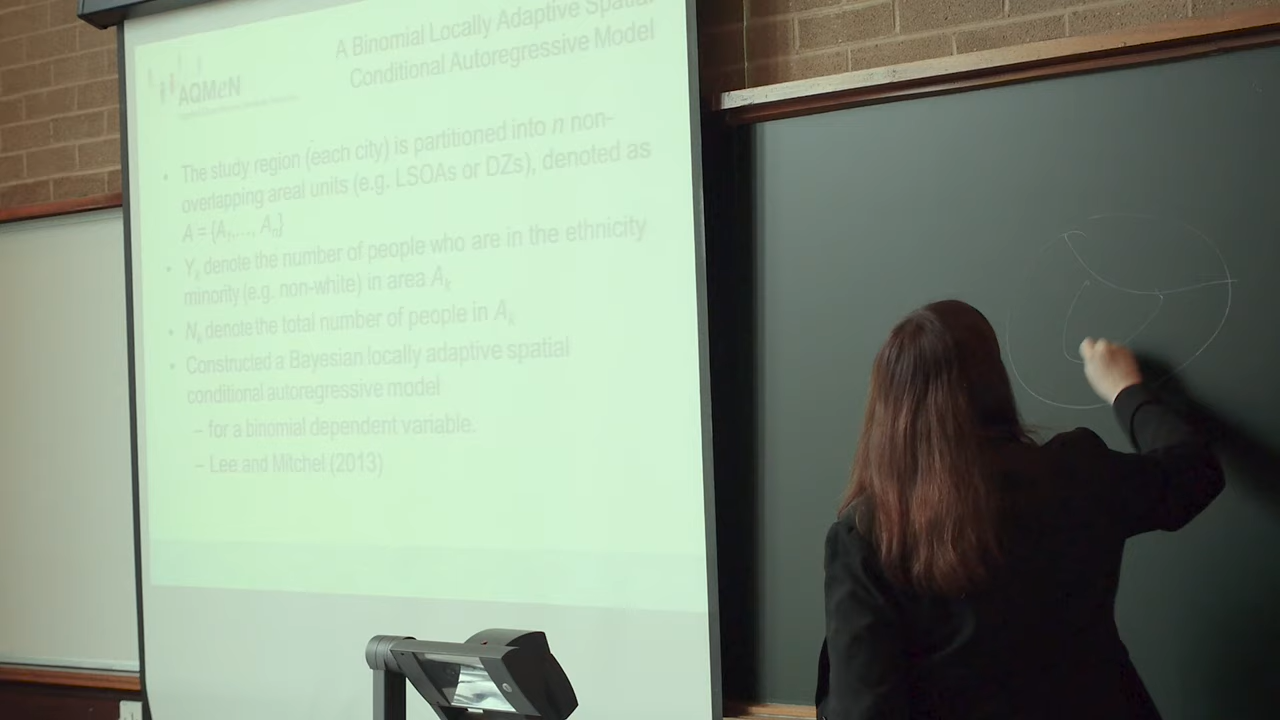 A Binomial Locally Adaptive Spatial
Conditional Autoregressive Model
AQMeN
• The study region (each city) is partitioned into n non-
overlapping areal units (e.g. LSOAs or DZs), denoted as
A = {A1,..., An}
• Yk denote the number of people who are in the ethnicity
minority (e.g. non-white) in area Ak
• Nk denote the total number of people in Ak
• Constructed a Bayesian locally adaptive spatial
conditional autoregressive model
– for a binomial dependent variable.
– Lee and Mitchel (2013)